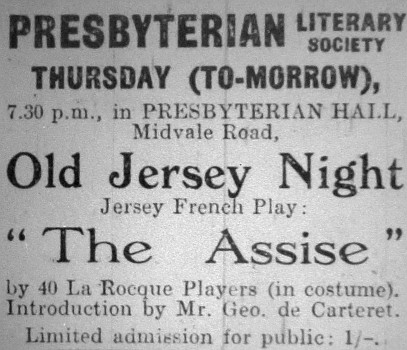 PRESBYTERIAN LITERARY SOCIETY
THURSDAY (TO-MORROW),
7.30 p.m., in PRESBYTERIAN HALL,
Midvale Road,
Old Jersey Night
Jersey French Play:
"The Assise"
by 40 La Rocque Players (in costume).
Introduction by Mr. Geo. de Carteret.
Limited admission for public: 1/-.